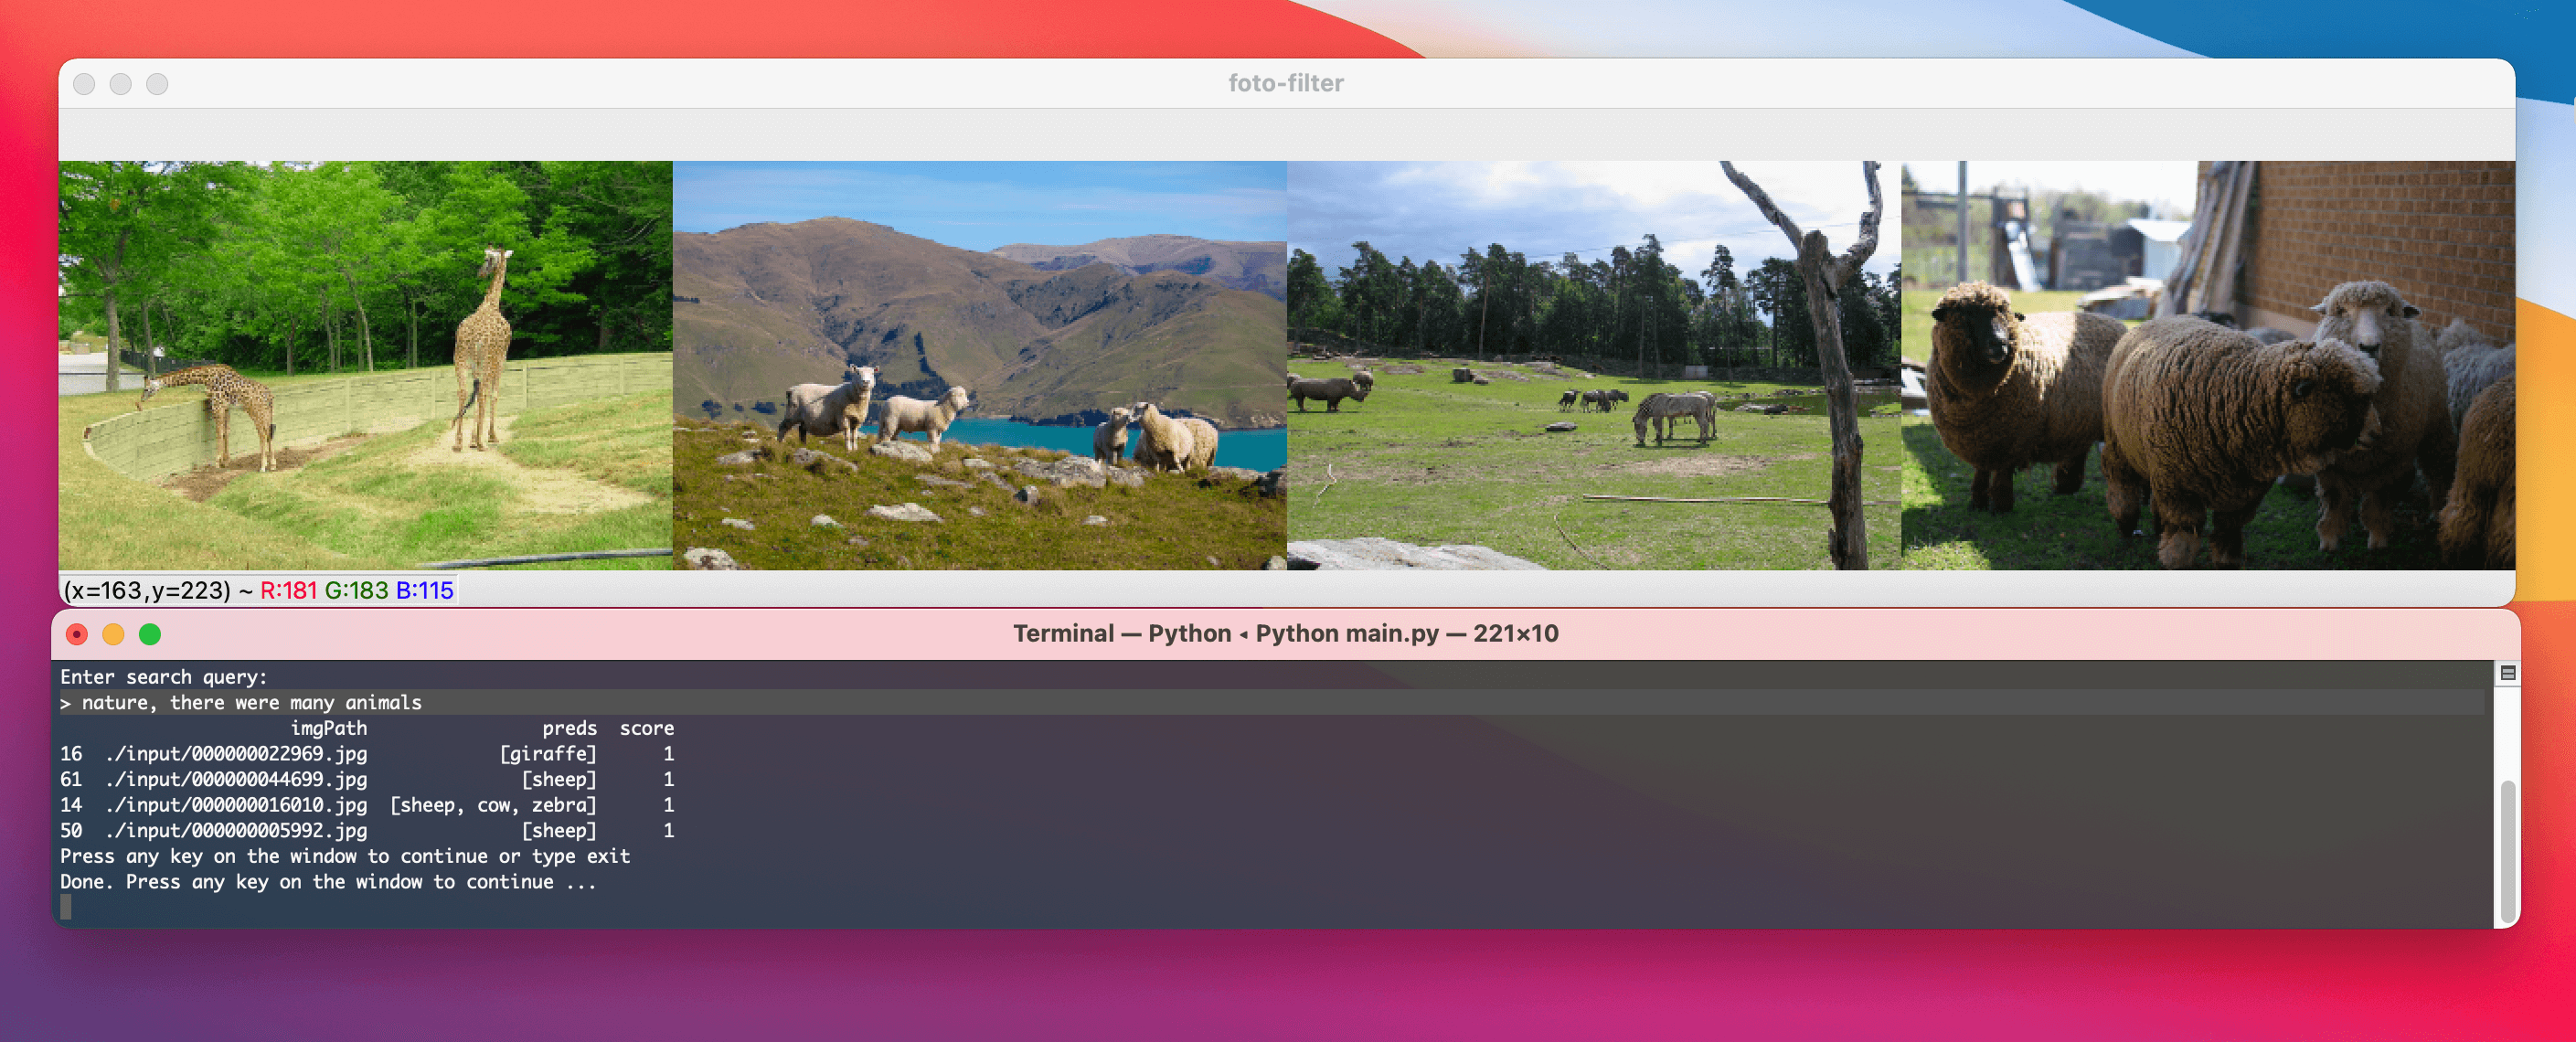 foto-filter
(x=163,y=223) ~ R:181 G:183 B:115
Terminal — Python ◂ Python main.py — 221×10
Enter search query:
> nature, there were many animals
imgPath preds score
16 ./input/000000022969.jpg [giraffe] 1
61 ./input/000000044699.jpg [sheep] 1
14 ./input/000000016010.jpg [sheep, cow, zebra] 1
50 ./input/000000005992.jpg [sheep] 1
Press any key on the window to continue or type exit
Done. Press any key on the window to continue ...